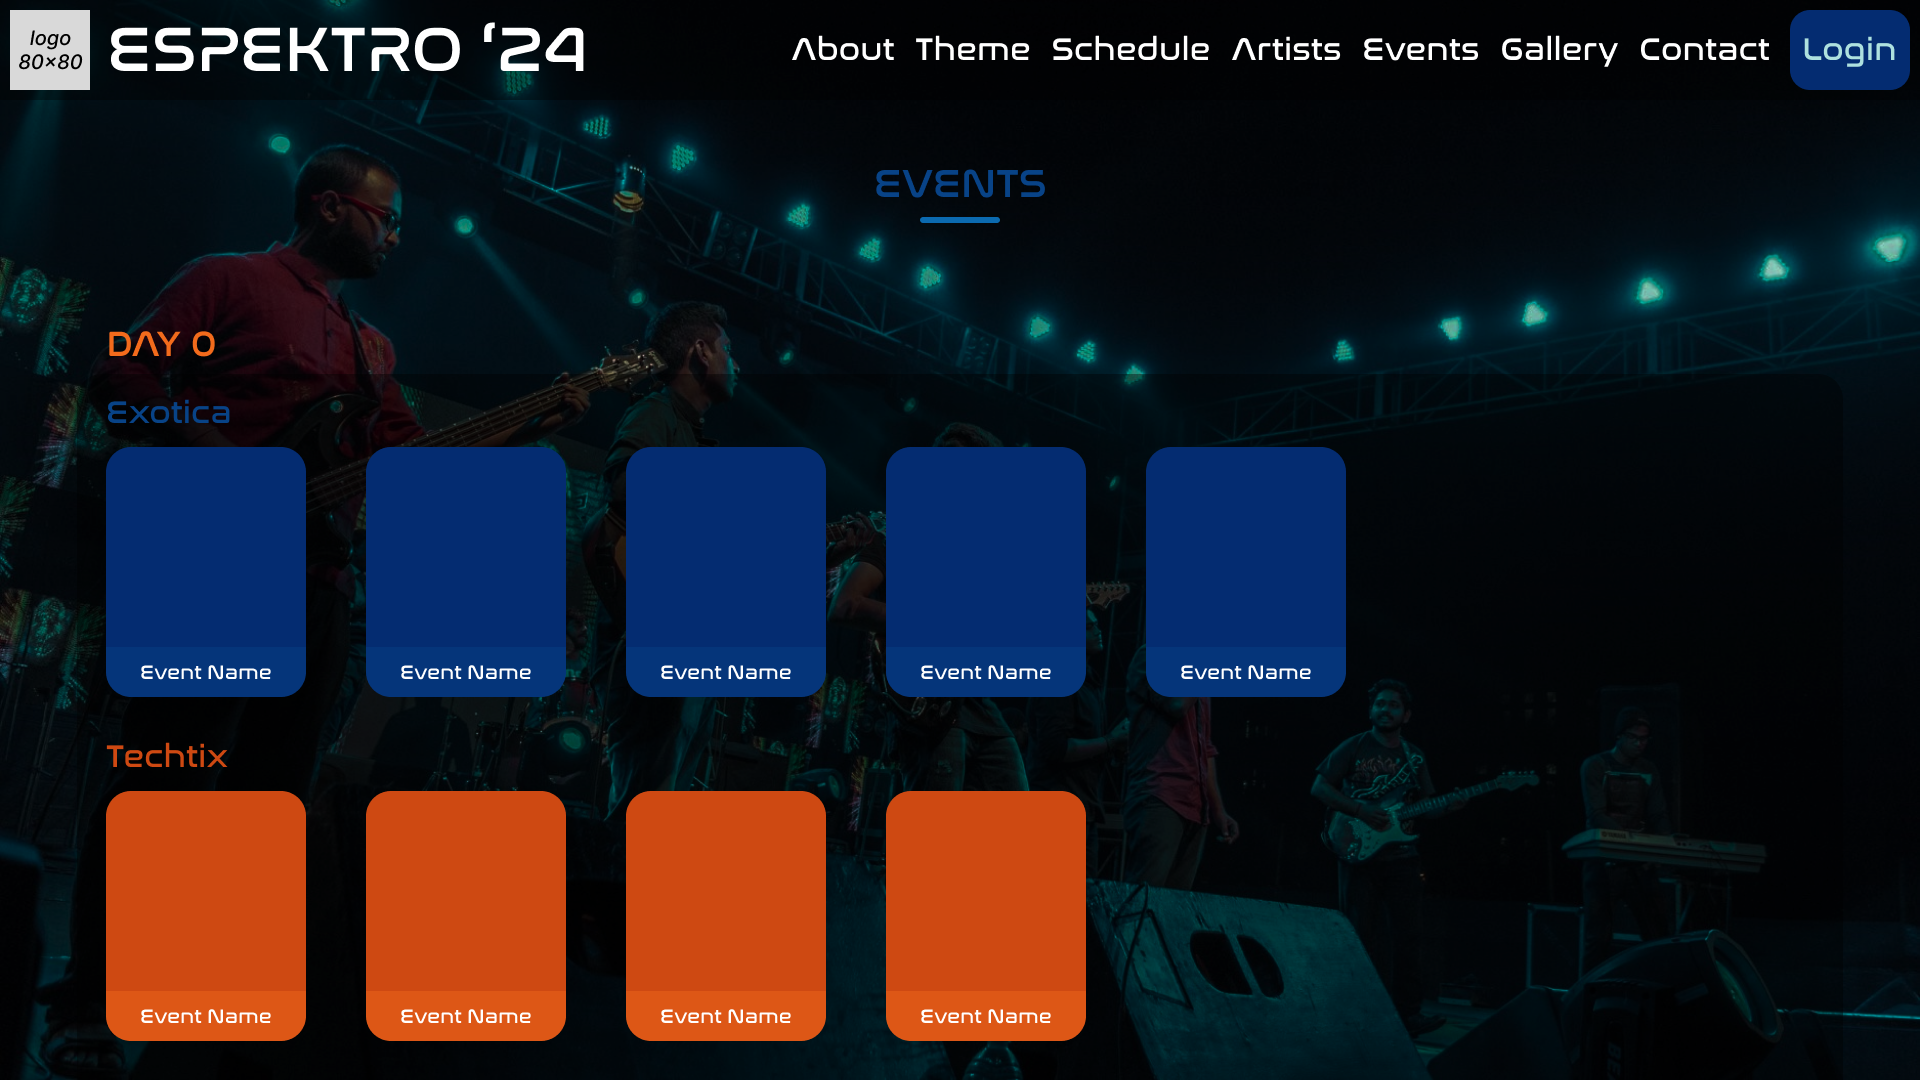 logo
80×80
ESPEKTRO ‘24
About Theme Schedule Artists Events Gallery Contact Login
EVENTS
DAY 0
Exotica
Event Name Event Name Event Name Event Name Event Name
Techtix
Event Name Event Name Event Name Event Name